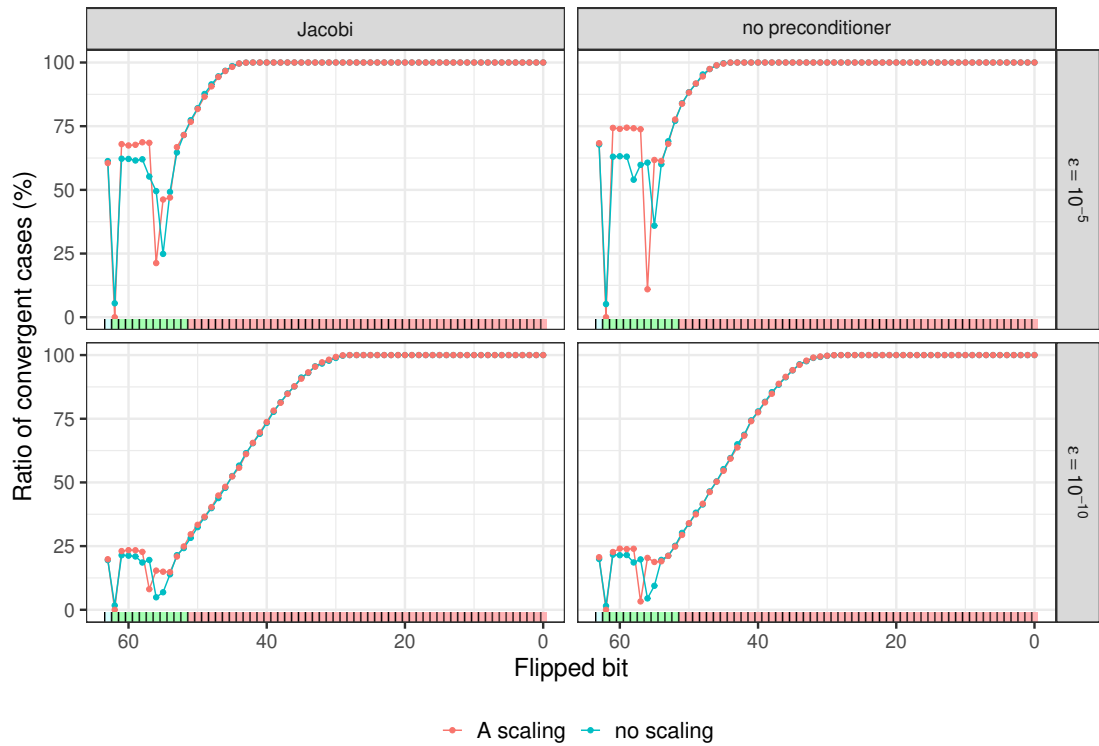 Jacobi
no preconditioner
Ratio of convergent cases (%)
100
75
50
25
0
ε = 10⁻⁵
100
75
50
25
0
ε = 10⁻¹⁰
60
40
20
0
60
40
20
0
Flipped bit
A scaling
no scaling